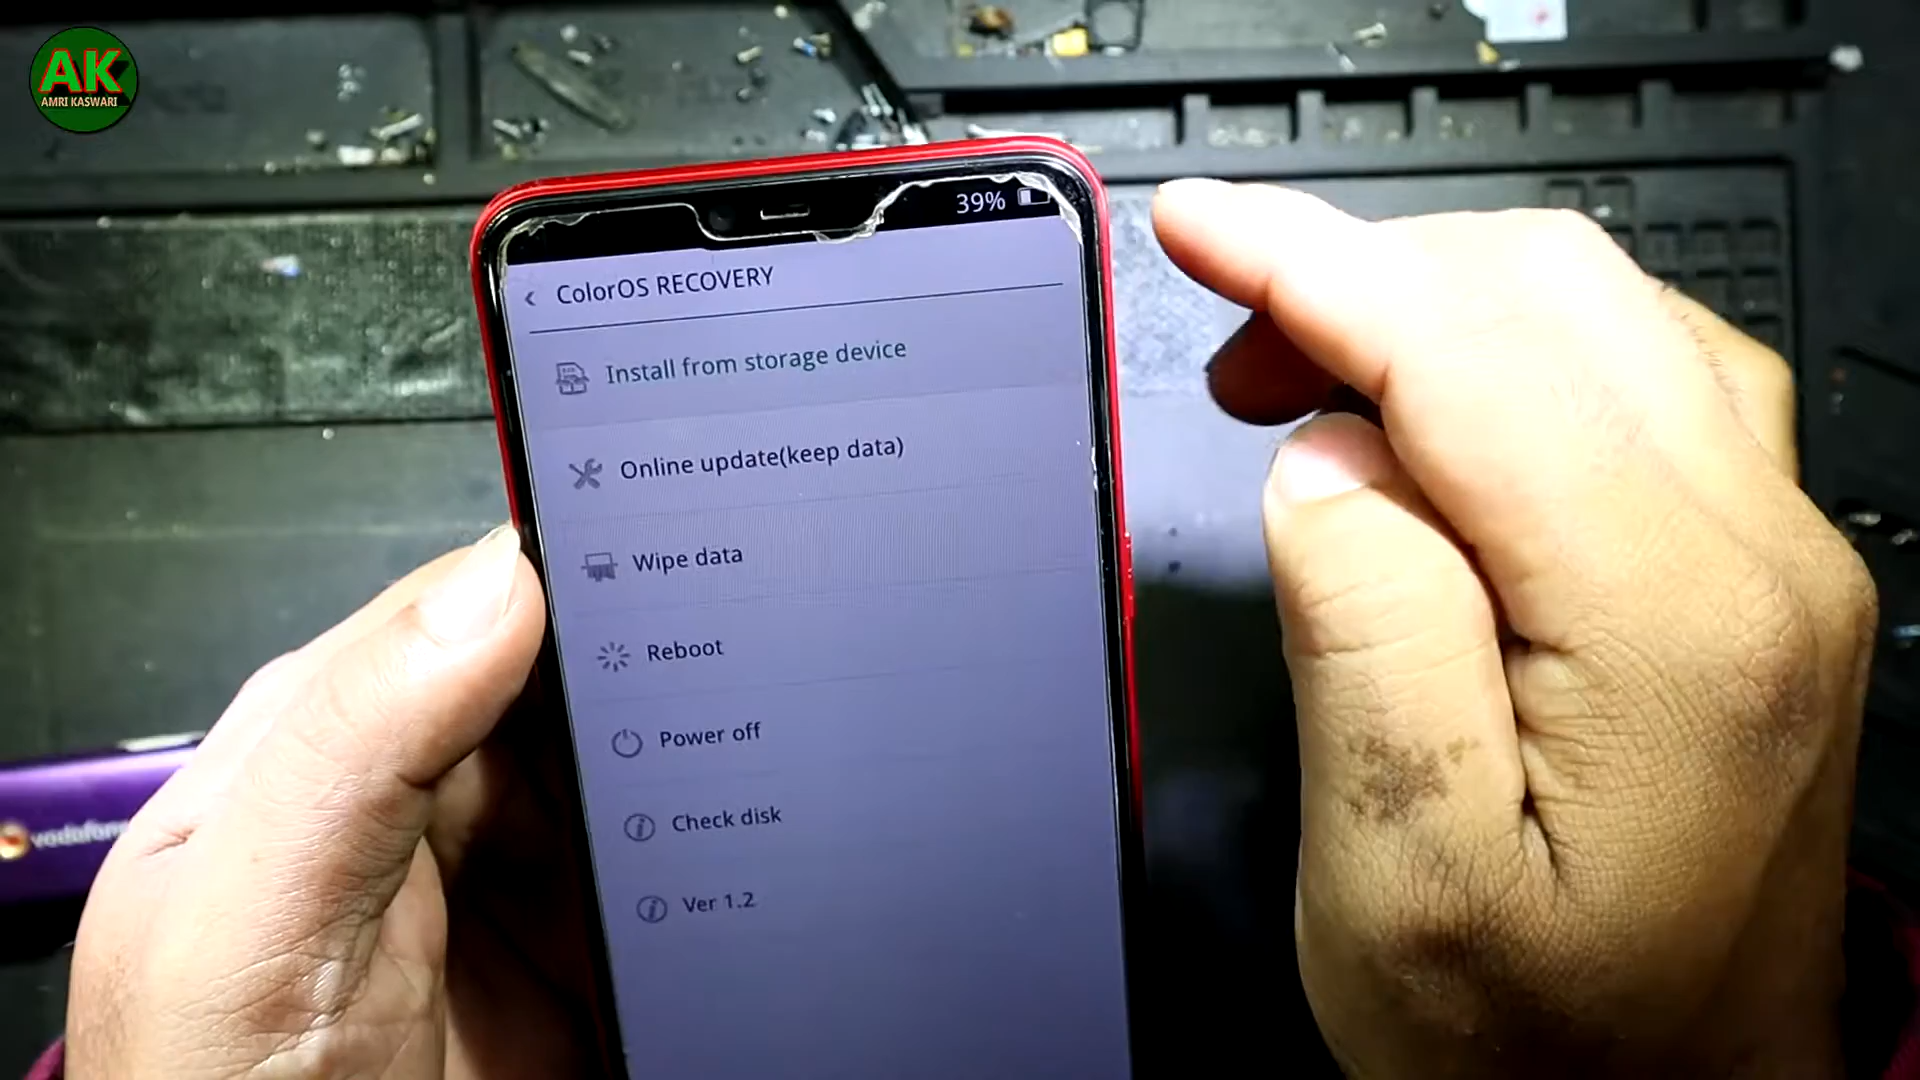 AK
AMRI KASWARI
39%
ColorOS RECOVERY
Install from storage device
Online update(keep data)
Wipe data
Reboot
Power off
Check disk
Ver 1.2
vodafone